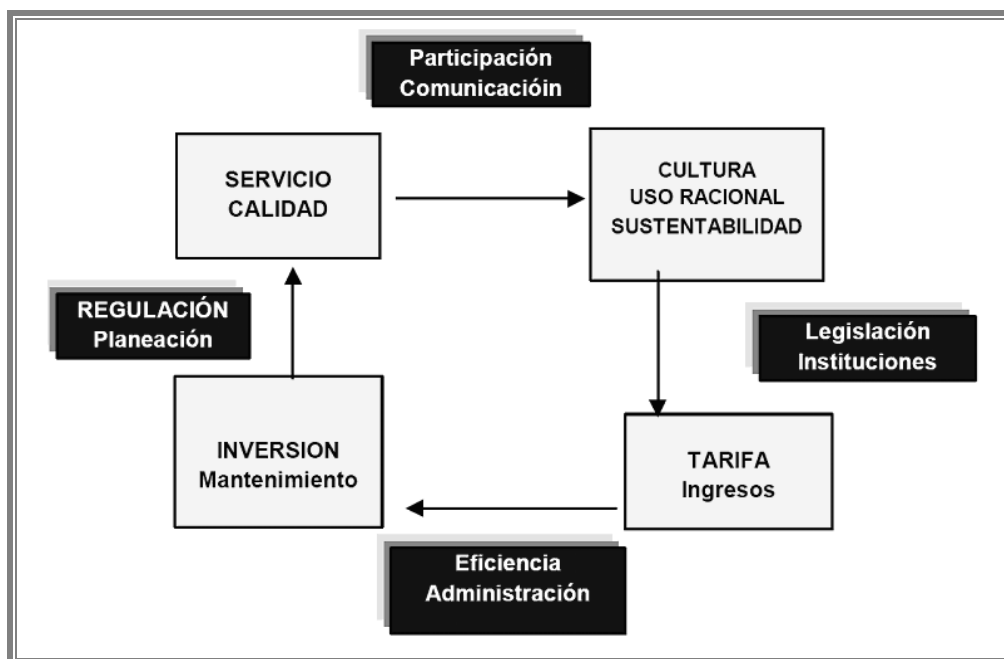 Participación
Comunicacióin
SERVICIO
CALIDAD
CULTURA
USO RACIONAL
SUSTENTABILIDAD
REGULACIÓN
Planeación
Legislación
Instituciones
INVERSION
Mantenimiento
TARIFA
Ingresos
Eficiencia
Administración